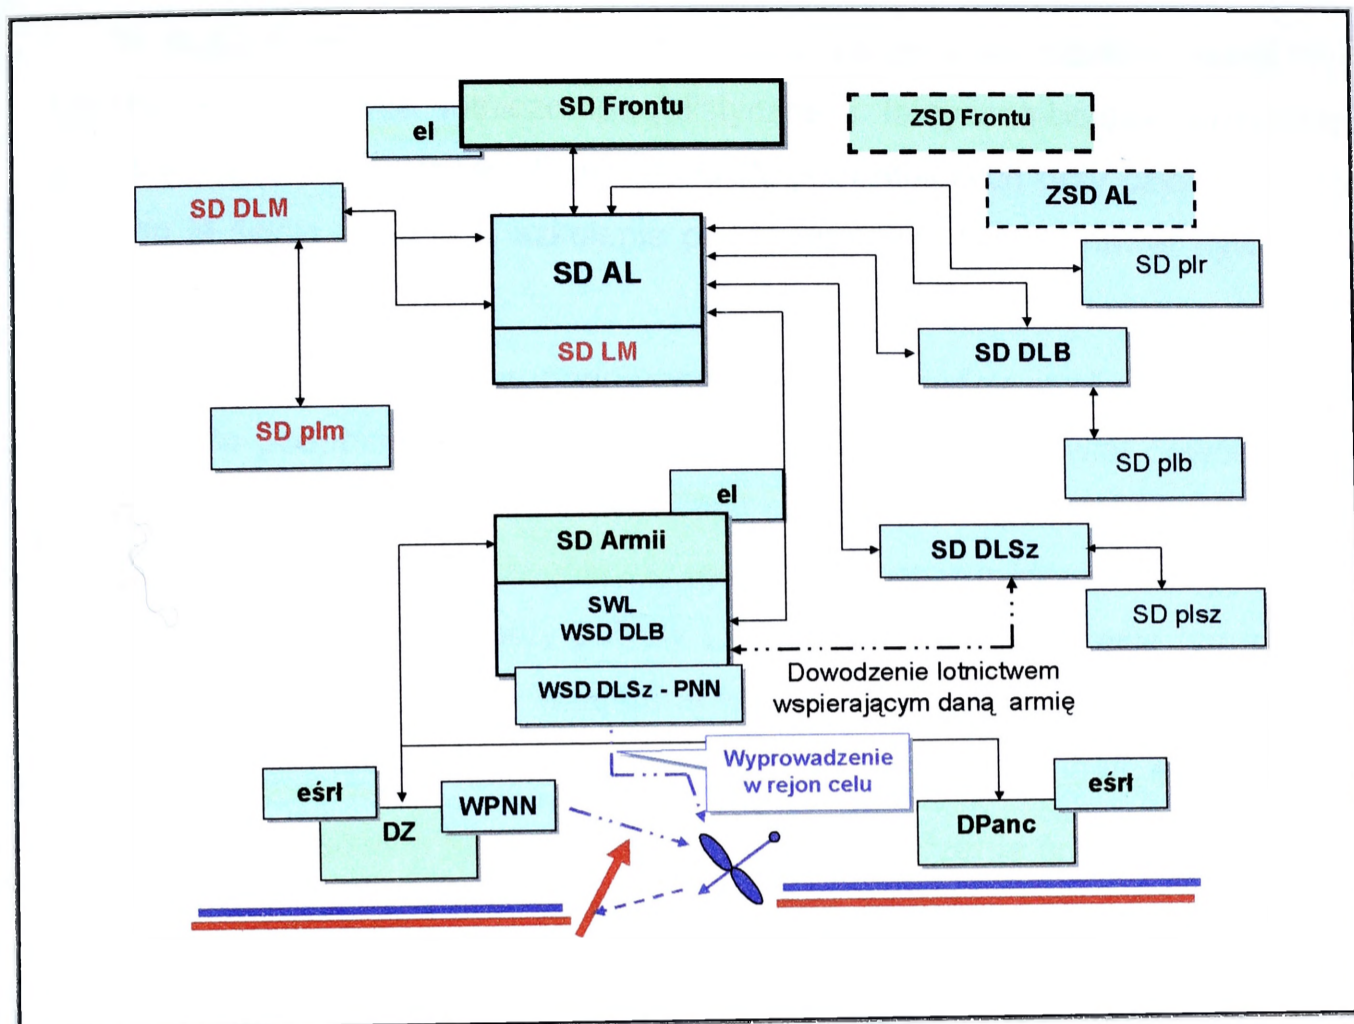 SD Frontu
el
ZSD Frontu
ZSD AL
SD DLM
SD AL
SD LM
SD plr
SD DLB
SD plm
SD plb
el
SD Armii
SWL
WSD DLB
WSD DLSz - PNN
SD DLSz
SD plsz
Dowodzenie lotnictwem
wspierającym daną armię
Wyprowadzenie
w rejon celu
eśrł
WPNN
DZ
eśrł
DPanc